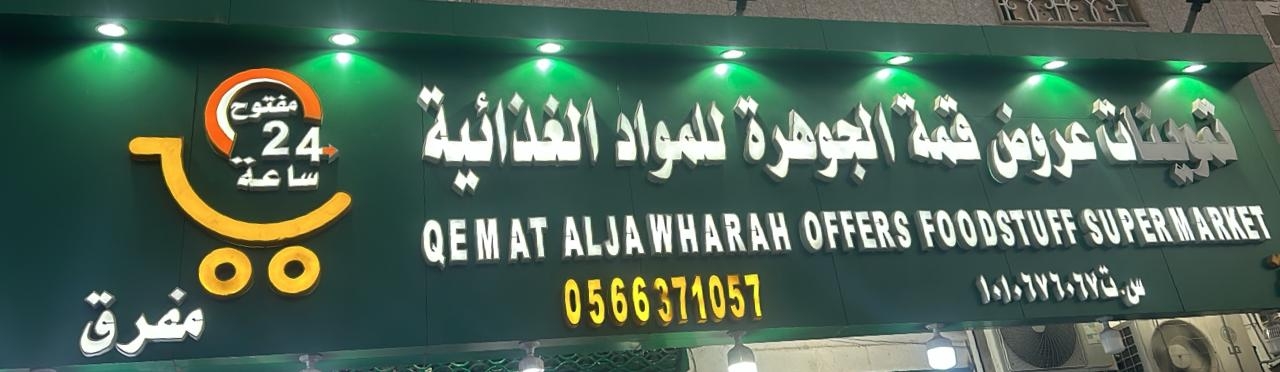 تموينات عروض قمة الجوهرة للمواد الغذائية
QEMAT ALJAWHARAH OFFERS FOODSTUFF SUPERMARKET
0566371057
س.ت ١٠١٠٦٧٦٠٦٧
مفتوح
24
ساعة
مفرق